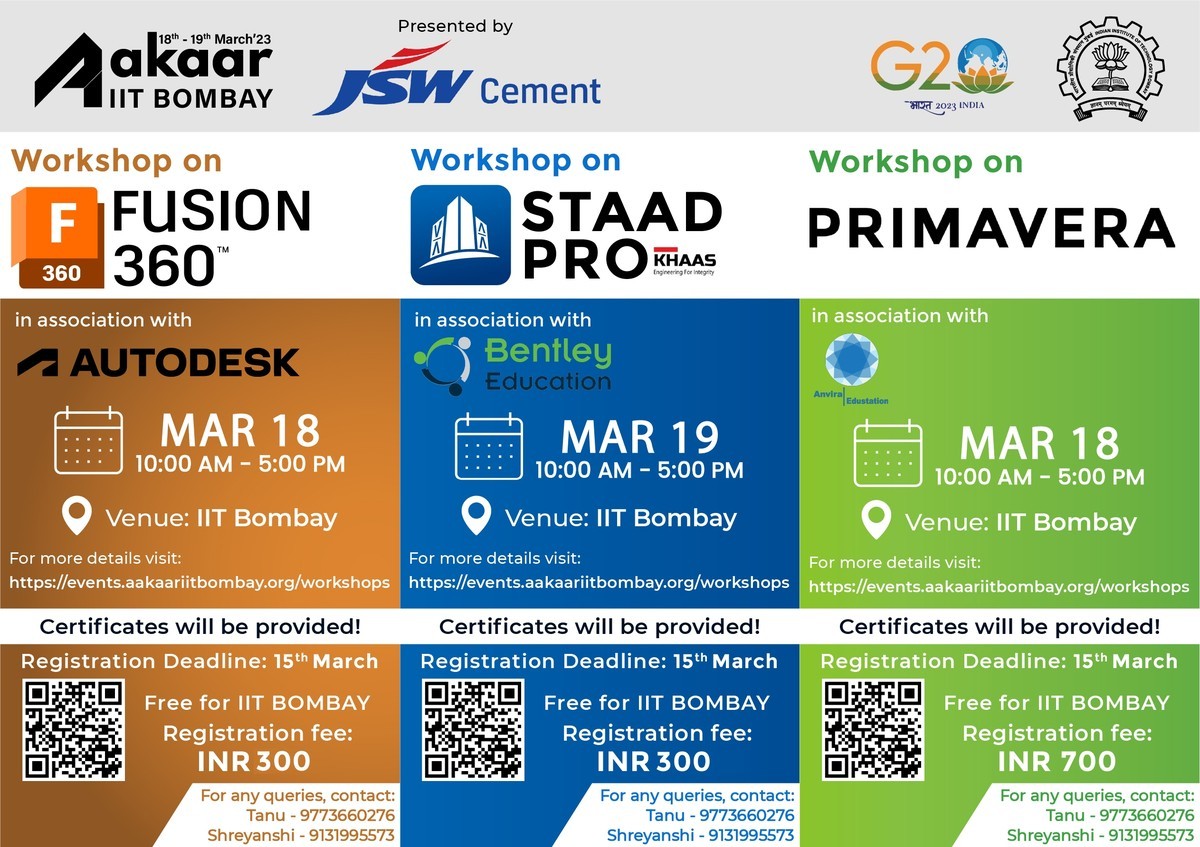 18th - 19th March'23
Aakaar
IIT BOMBAY
Presented by
JSW Cement
G20
भारत 2023 INDIA
ज्ञानम् परमम् ध्येयम्
Workshop on
F
360
FUSION
360™
in association with
AUTODESK
MAR 18
10:00 AM – 5:00 PM
Venue: IIT Bombay
For more details visit:
https://events.aakaariitbombay.org/workshops
Certificates will be provided!
Registration Deadline: 15th March
Free for IIT BOMBAY
Registration fee:
INR 300
For any queries, contact:
Tanu - 9773660276
Shreyanshi - 9131995573
Workshop on
STAAD
PRO
KHAAS
Engineering For Integrity
in association with
Bentley
Education
MAR 19
10:00 AM – 5:00 PM
Venue: IIT Bombay
For more details visit:
https://events.aakaariitbombay.org/workshops
Certificates will be provided!
Registration Deadline: 15th March
Free for IIT BOMBAY
Registration fee:
INR 300
For any queries, contact:
Tanu - 9773660276
Shreyanshi - 9131995573
Workshop on
PRIMAVERA
in association with
Anvira Edustation
MAR 18
10:00 AM – 5:00 PM
Venue: IIT Bombay
For more details visit:
https://events.aakaariitbombay.org/workshops
Certificates will be provided!
Registration Deadline: 15th March
Free for IIT BOMBAY
Registration fee:
INR 700
For any queries, contact:
Tanu - 9773660276
Shreyanshi - 9131995573